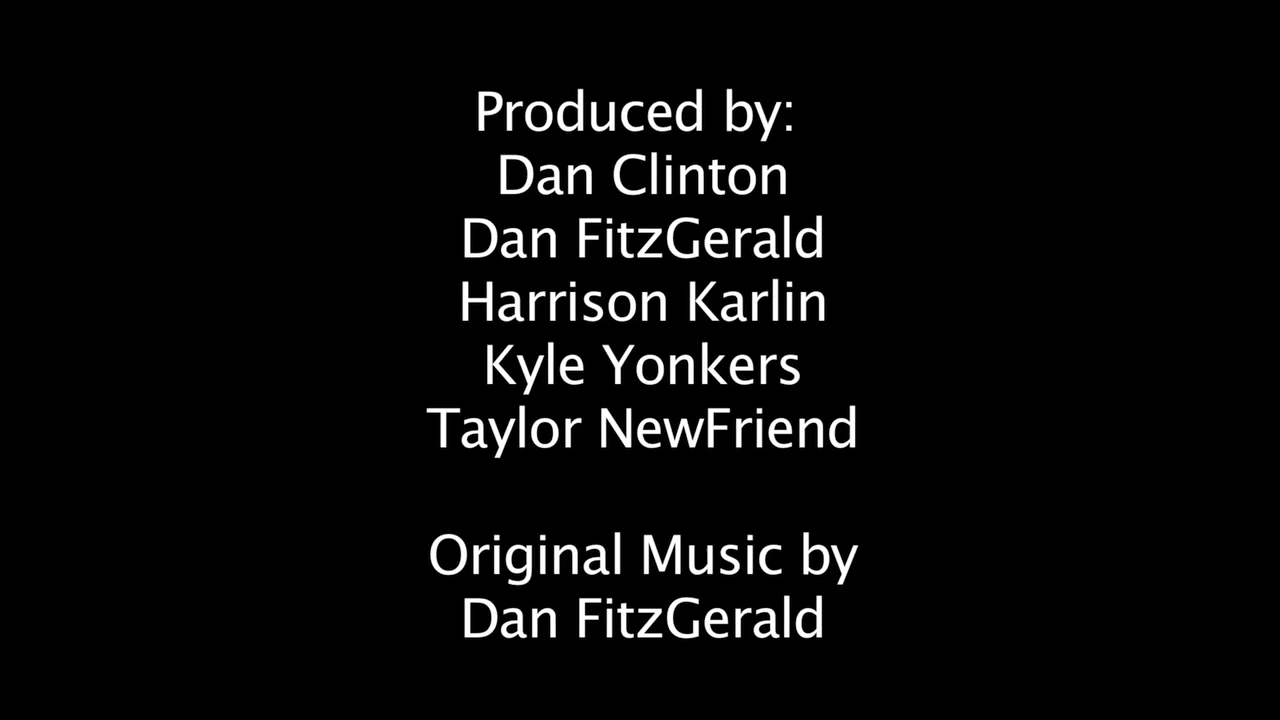 Produced by:
Dan Clinton
Dan FitzGerald
Harrison Karlin
Kyle Yonkers
Taylor NewFriend
Original Music by
Dan FitzGerald